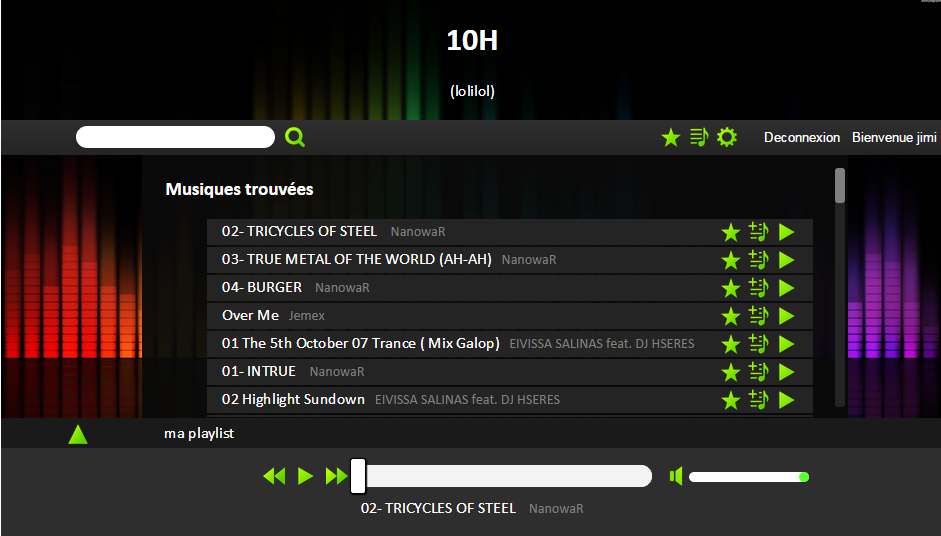 10H
(lolilol)
Deconnexion Bienvenue jimi
Musiques trouvées
02- TRICYCLES OF STEEL NanowaR
03- TRUE METAL OF THE WORLD (AH-AH) NanowaR
04- BURGER NanowaR
Over Me Jemex
01 The 5th October 07 Trance ( Mix Galop) EIVISSA SALINAS feat. DJ HSERES
01- INTRUE NanowaR
02 Highlight Sundown EIVISSA SALINAS feat. DJ HSERES
ma playlist
02- TRICYCLES OF STEEL NanowaR